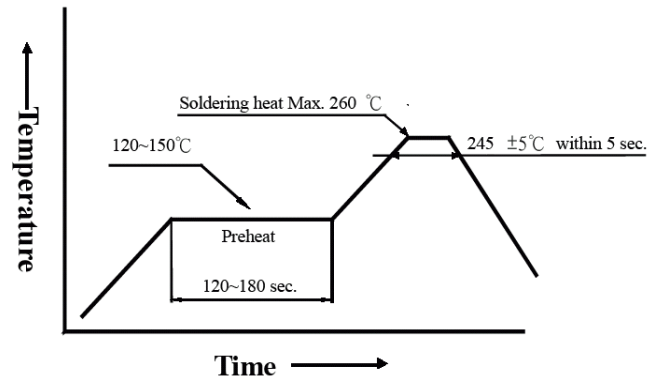 Temperature
Soldering heat Max. 260 ℃
120~150℃
245 ±5℃ within 5 sec.
Preheat
120~180 sec.
Time